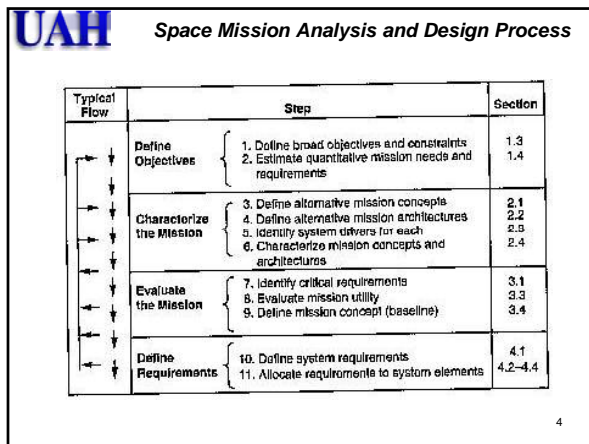 UAH
Space Mission Analysis and Design Process
Typical Flow
Step
Section
Define Objectives
1. Define broad objectives and constraints
1.3
2. Estimate quantitative mission needs and
requirements
1.4
Characterize the Mission
3. Define alternative mission concepts
2.1
4. Define alternative mission architectures
2.2
5. Identify system drivers for each
2.3
6. Characterize mission concepts and
architectures
2.4
Evaluate the Mission
7. Identify critical requirements
3.1
8. Evaluate mission utility
3.3
9. Define mission concept (baseline)
3.4
Define Requirements
10. Define system requirements
4.1
11. Allocate requirements to system elements
4.2–4.4
4